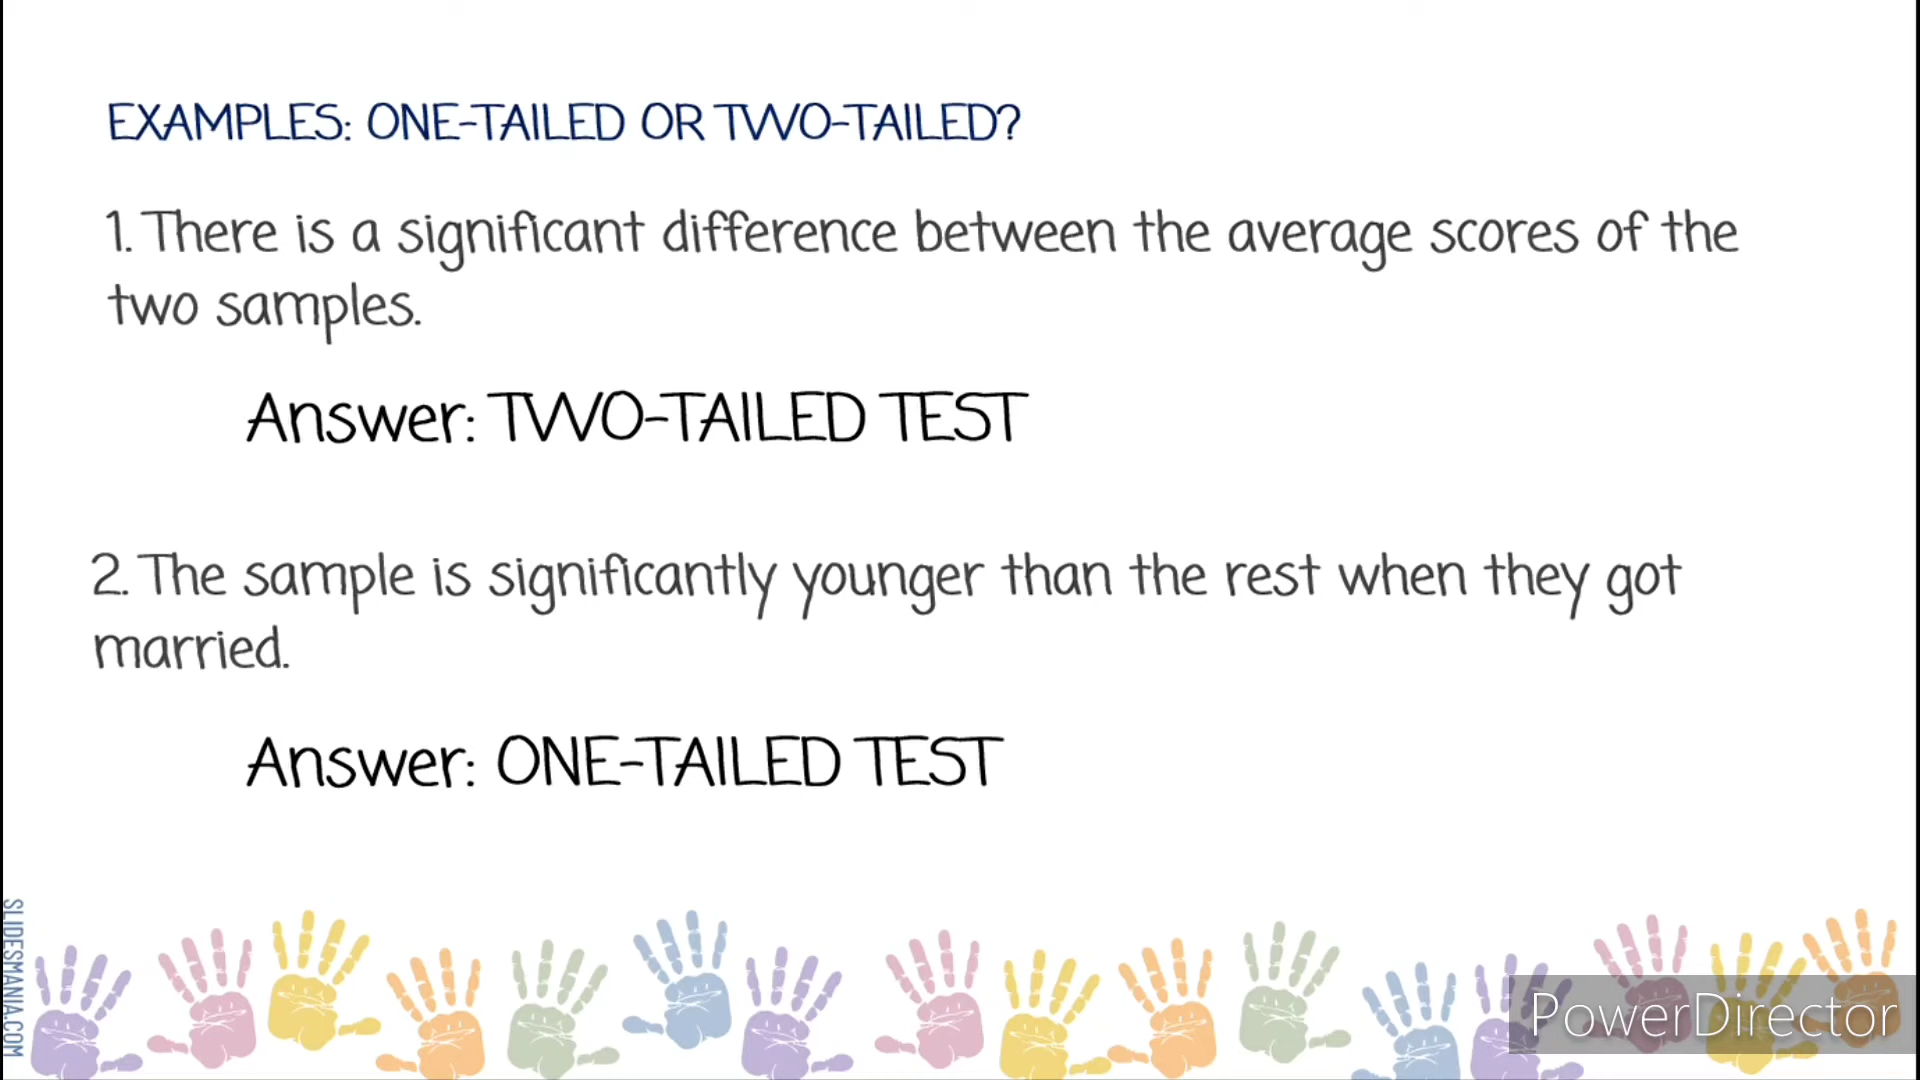 EXAMPLES: ONE-TAILED OR TWO-TAILED?
1. There is a significant difference between the average scores of the
two samples.
Answer: TWO-TAILED TEST
2. The sample is significantly younger than the rest when they got
married.
Answer: ONE-TAILED TEST
SLIDESMANIA.COM
PowerDirector